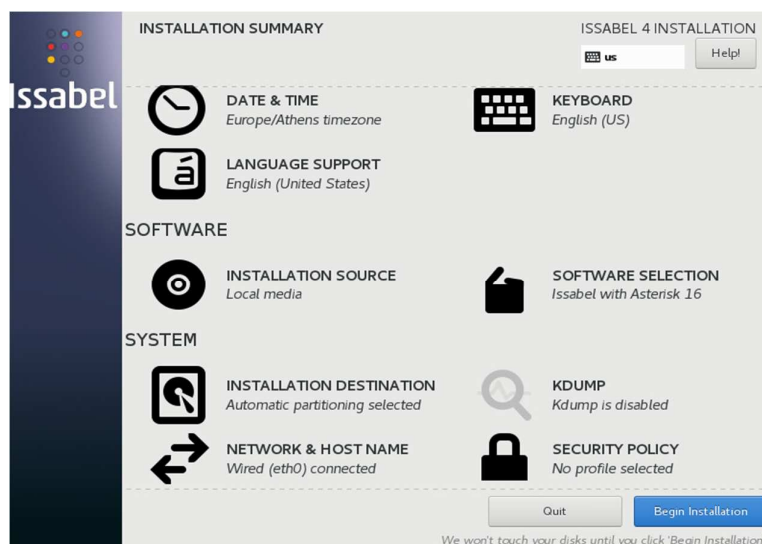 Issabel
INSTALLATION SUMMARY
ISSABEL 4 INSTALLATION
us
Help!
DATE & TIME
Europe/Athens timezone
KEYBOARD
English (US)
LANGUAGE SUPPORT
English (United States)
SOFTWARE
INSTALLATION SOURCE
Local media
SOFTWARE SELECTION
Issabel with Asterisk 16
SYSTEM
INSTALLATION DESTINATION
Automatic partitioning selected
KDUMP
Kdump is disabled
NETWORK & HOST NAME
Wired (eth0) connected
SECURITY POLICY
No profile selected
Quit
Begin Installation
We won't touch your disks until you click 'Begin Installation